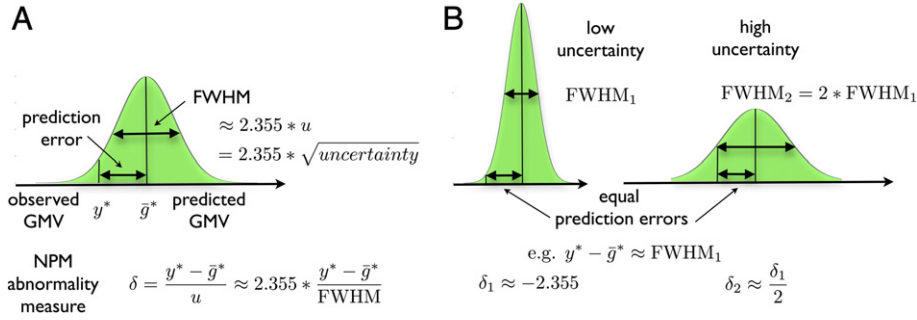 A
prediction
error
FWHM
≈ 2.355 * u
= 2.355 * √uncertainty
observed
GMV
y*
ḡ*
predicted
GMV
NPM
abnormality
measure
δ = (y* − ḡ*)/u ≈ 2.355 * (y* − ḡ*)/FWHM
B
low
uncertainty
FWHM₁
high
uncertainty
FWHM₂ = 2 * FWHM₁
equal
prediction errors
e.g. y* − ḡ* ≈ FWHM₁
δ₁ ≈ −2.355
δ₂ ≈ δ₁/2